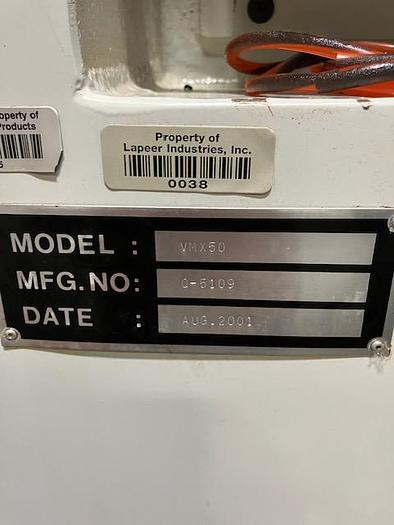 operty of
Products
Property of
Lapeer Industries, Inc.
0038
MODEL : VMX50
MFG.NO: C-5109
DATE : AUG.2001